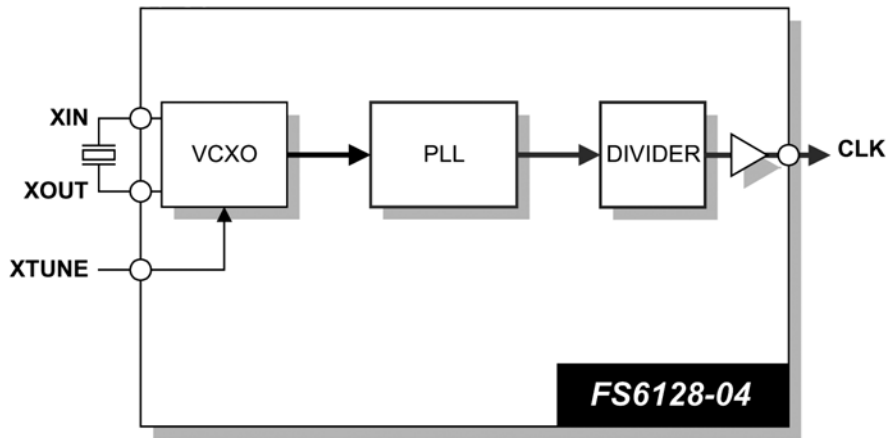 XIN
VCXO
PLL
DIVIDER
CLK
XOUT
XTUNE
FS6128-04